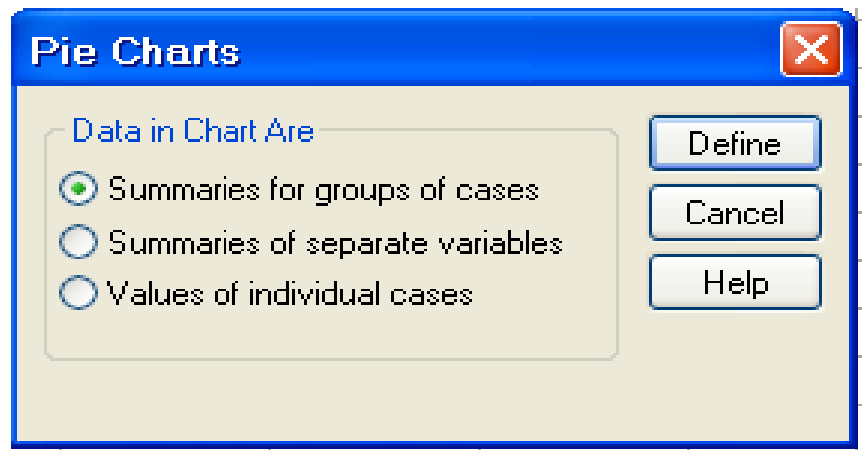 Pie Charts
Data in Chart Are
Summaries for groups of cases
Summaries of separate variables
Values of individual cases
Define
Cancel
Help